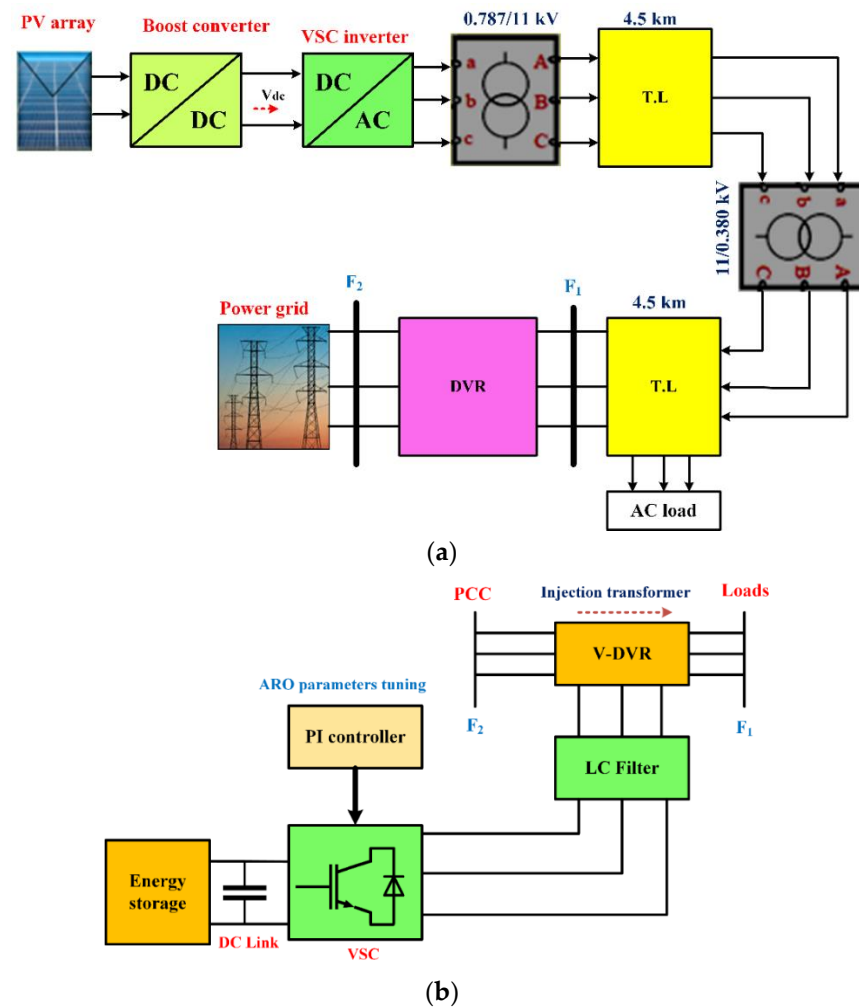 PV array
Boost converter
VSC inverter
0.787/11 kV
4.5 km
DC
DC
Vdc
DC
AC
a
b
c
A
B
C
T.L
c
b
a
C
B
A
11/0.380 kV
Power grid
F2
F1
4.5 km
DVR
T.L
AC load
(a)
PCC
Injection transformer
Loads
V-DVR
F2
F1
ARO parameters tuning
PI controller
LC Filter
Energy
storage
DC Link
VSC
(b)